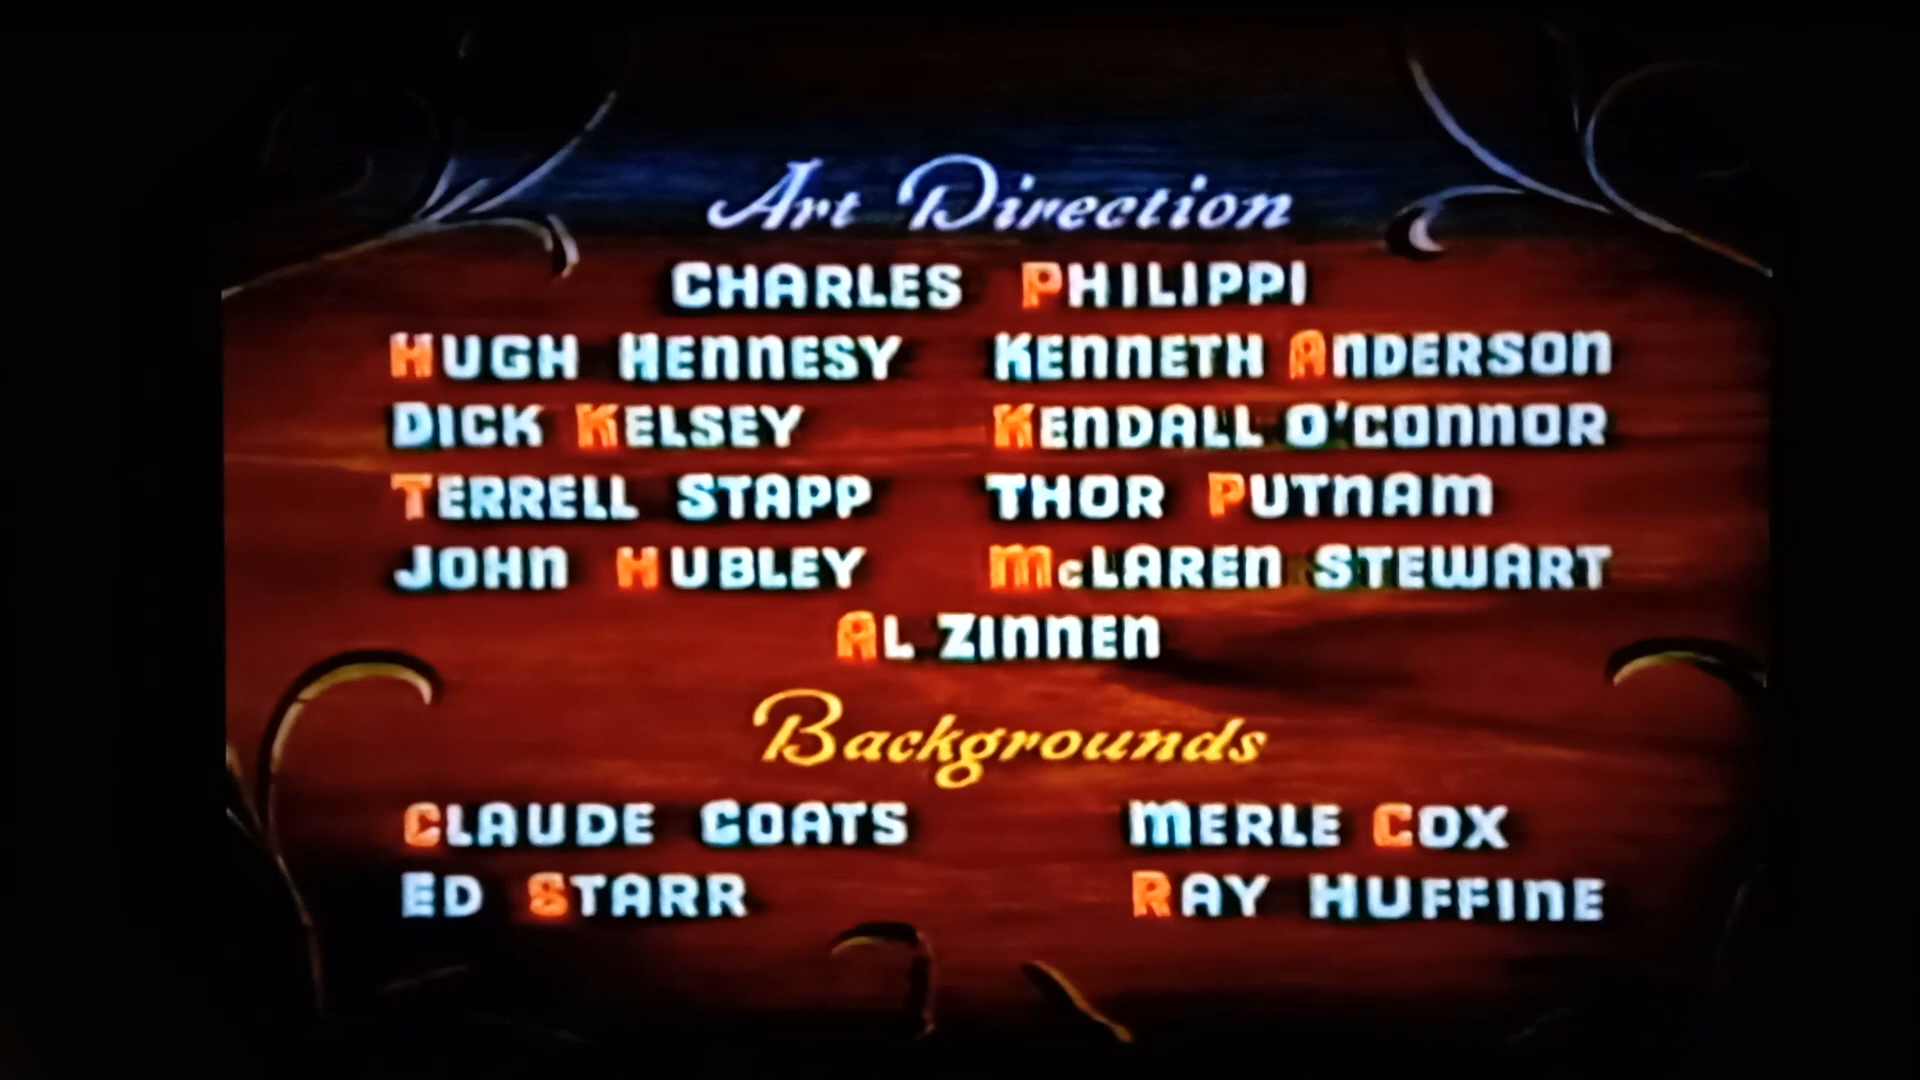 Art Direction
CHARLES PHILIPPI
HUGH HENNESY KENNETH ANDERSON
DICK KELSEY KENDALL O'CONNOR
TERRELL STAPP THOR PUTNAM
JOHN HUBLEY McLAREN STEWART
AL ZINNEN
Backgrounds
CLAUDE COATS MERLE COX
ED STARR RAY HUFFINE